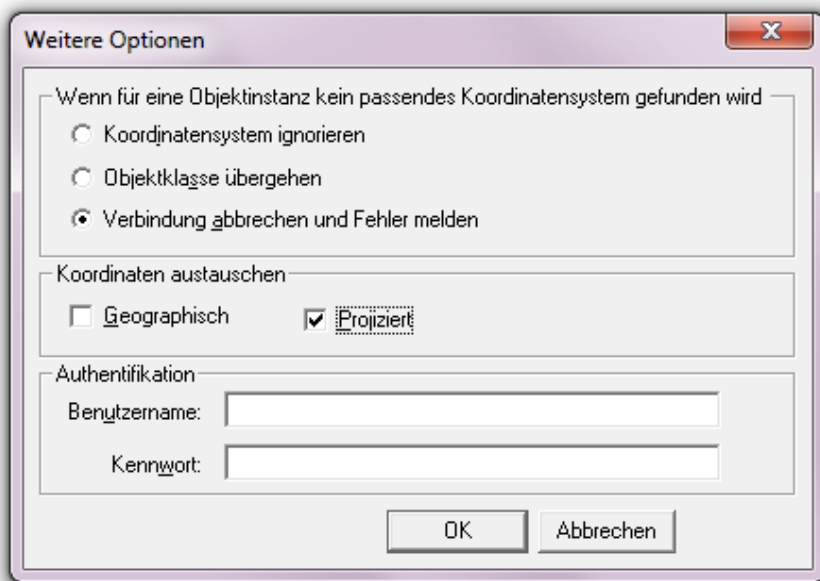 Weitere Optionen
Wenn für eine Objektinstanz kein passendes Koordinatensystem gefunden wird
Koordinatensystem ignorieren
Objektklasse übergehen
Verbindung abbrechen und Fehler melden
Koordinaten austauschen
Geographisch Projiziert
Authentifikation
Benutzername:
Kennwort:
OK Abbrechen